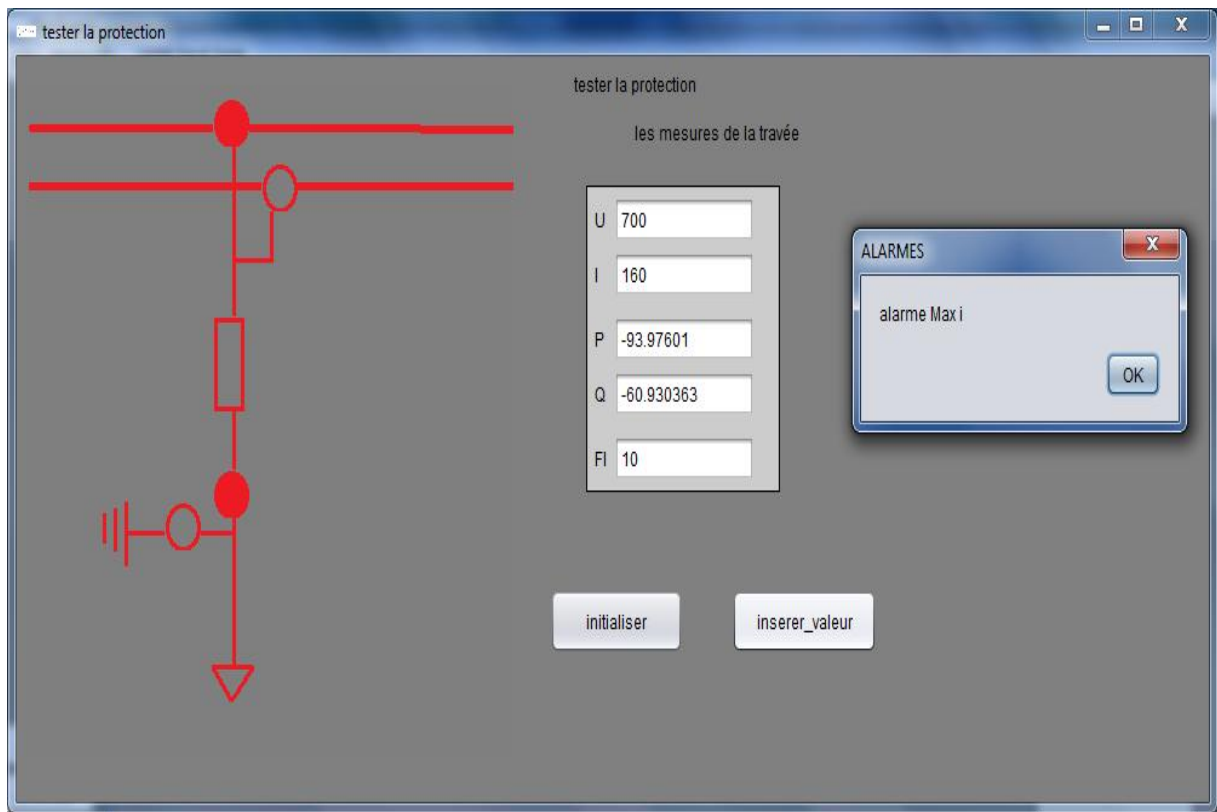 tester la protection
X
tester la protection
les mesures de la travée
U 700
I 160
P -93.97601
Q -60.930363
FI 10
ALARMES
X
alarme Max i
OK
initialiser
inserer_valeur